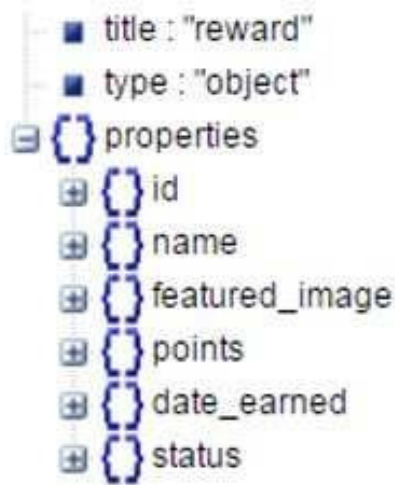 title : "reward"
type : "object"
properties
id
name
featured_image
points
date_earned
status